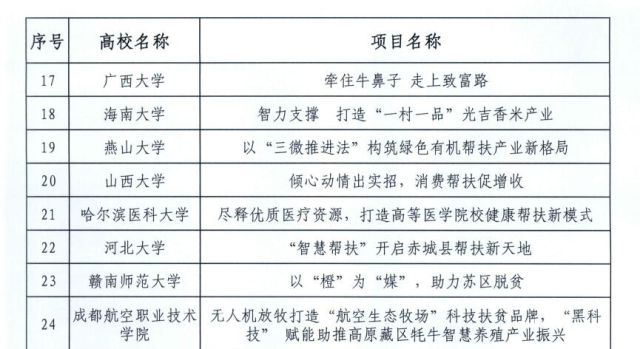 序号 高校名称 项目名称
17 广西大学 牵住牛鼻子 走上致富路
18 海南大学 智力支撑 打造“一村一品”光吉香米产业
19 燕山大学 以“三微推进法”构筑绿色有机帮扶产业新格局
20 山西大学 倾心动情出实招，消费帮扶促增收
21 哈尔滨医科大学 尽释优质医疗资源，打造高等医学院校健康帮扶新模式
22 河北大学 “智慧帮扶”开启赤城县帮扶新天地
23 赣南师范大学 以“橙”为“媒”，助力苏区脱贫
24 成都航空职业技术学院 无人机放牧打造“航空生态牧场”科技扶贫品牌，“黑科
技” 赋能助推高原藏区牦牛智慧养殖产业振兴